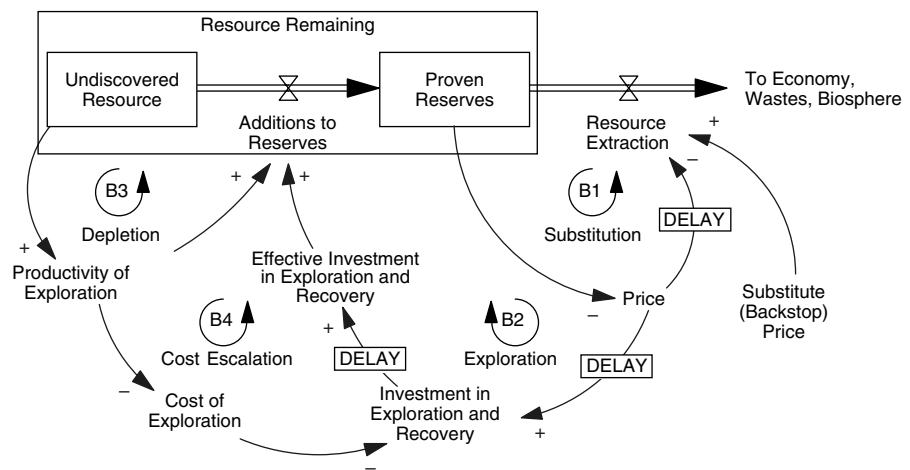 Resource Remaining
Undiscovered
Resource
Proven
Reserves
To Economy,
Wastes, Biosphere
Additions to
Reserves
Resource
Extraction
+
−
+
+
B3
Depletion
B1
Substitution
DELAY
+
Productivity of
Exploration
Effective Investment
in Exploration and
Recovery
−
Price
Substitute
(Backstop)
Price
B4
Cost Escalation
+
DELAY
B2
Exploration
DELAY
−
Cost of
Exploration
Investment in
Exploration and
Recovery
+
−